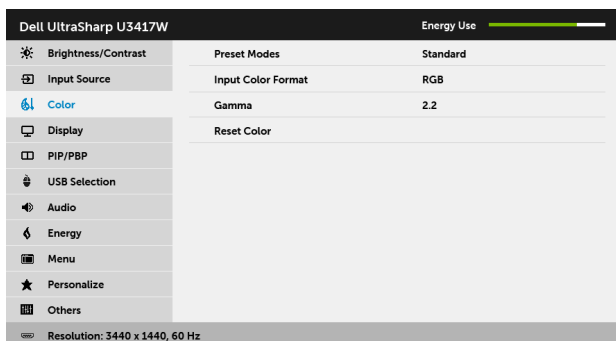 Dell UltraSharp U3417W Energy Use
Brightness/Contrast Preset Modes Standard
Input Source Input Color Format RGB
Color Gamma 2.2
Display Reset Color
PIP/PBP
USB Selection
Audio
Energy
Menu
Personalize
Others
Resolution: 3440 x 1440, 60 Hz